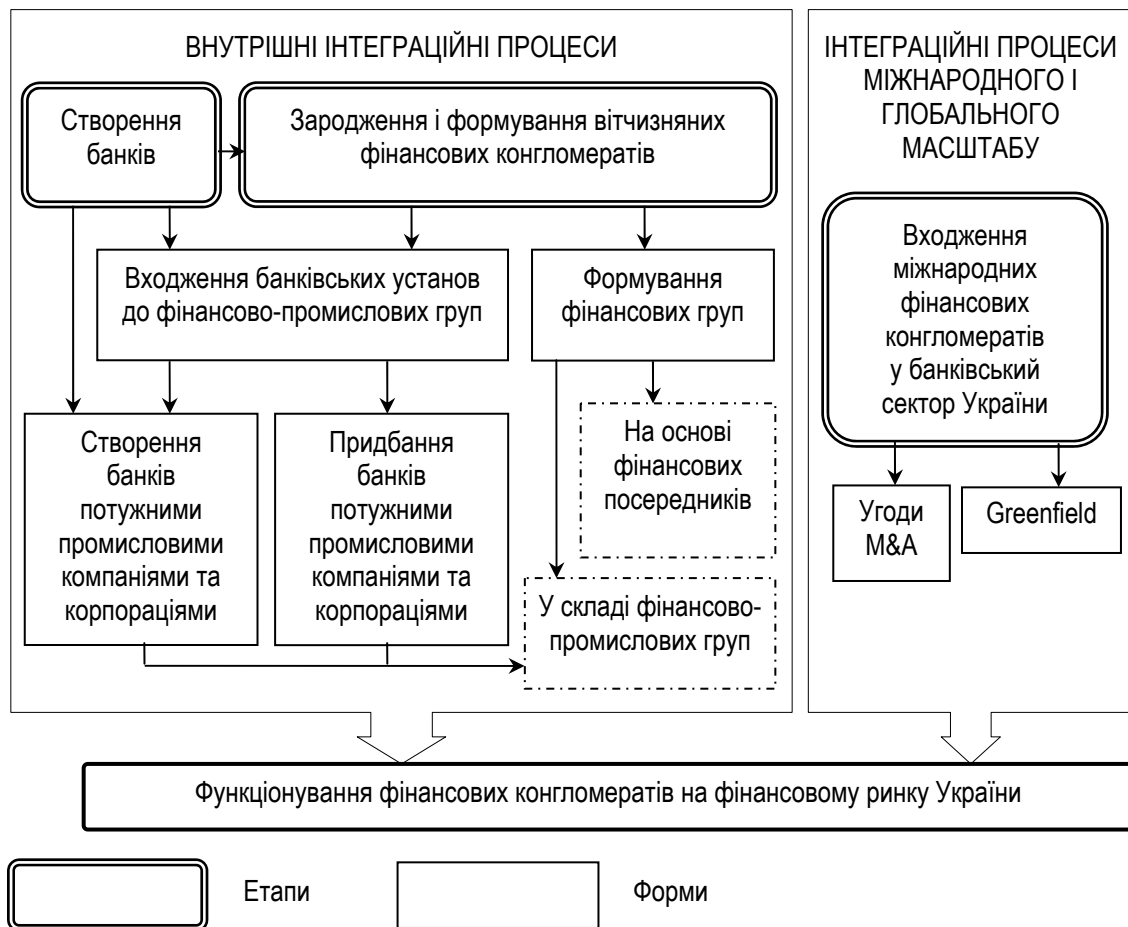 ВНУТРІШНІ ІНТЕГРАЦІЙНІ ПРОЦЕСИ
Створення
банків
Зародження і формування вітчизняних
фінансових конгломератів
Входження банківських установ
до фінансово-промислових груп
Формування
фінансових груп
Створення
банків
потужними
промисловими
компаніями та
корпораціями
Придбання
банків
потужними
промисловими
компаніями та
корпораціями
На основі
фінансових
посередників
У складі фінансово-
промислових груп
ІНТЕГРАЦІЙНІ ПРОЦЕСИ
МІЖНАРОДНОГО І
ГЛОБАЛЬНОГО
МАСШТАБУ
Входження
міжнародних
фінансових
конгломератів
у банківський
сектор України
Угоди
M&A
Greenfield
Функціонування фінансових конгломератів на фінансовому ринку України
Етапи
Форми